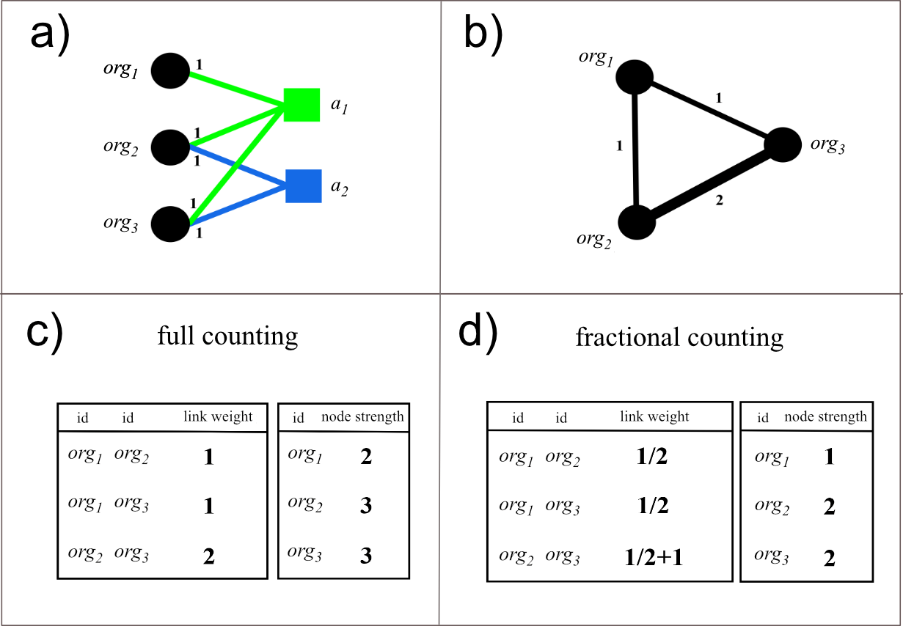 a)
org1 1
a1
org2 1
1
a2
1
org3 1
b)
org1
1
1
org3
2
org2
c) full counting
id id link weight
org1 org2 1
org1 org3 1
org2 org3 2
id node strength
org1 2
org2 3
org3 3
d) fractional counting
id id link weight
org1 org2 1/2
org1 org3 1/2
org2 org3 1/2+1
id node strength
org1 1
org2 2
org3 2